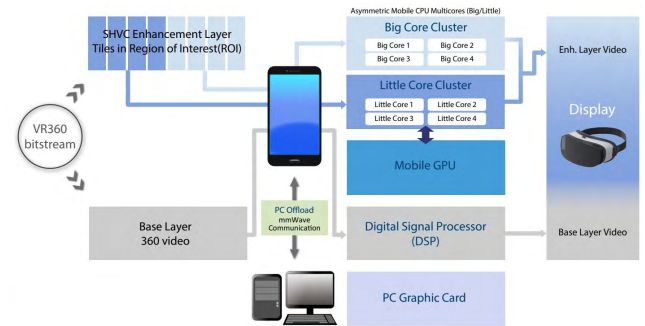 Asymmetric Mobile CPU Multicores (Big/Little)
SHVC Enhancement Layer
Tiles in Region of Interest(ROI)
Big Core Cluster
Big Core 1
Big Core 2
Big Core 3
Big Core 4
Enh. Layer Video
Little Core Cluster
Little Core 1
Little Core 2
Little Core 3
Little Core 4
Display
VR360
bitstream
Mobile GPU
PC Offload
mmWave
Communication
Base Layer
360 video
Digital Signal Processor
(DSP)
Base Layer Video
PC Graphic Card